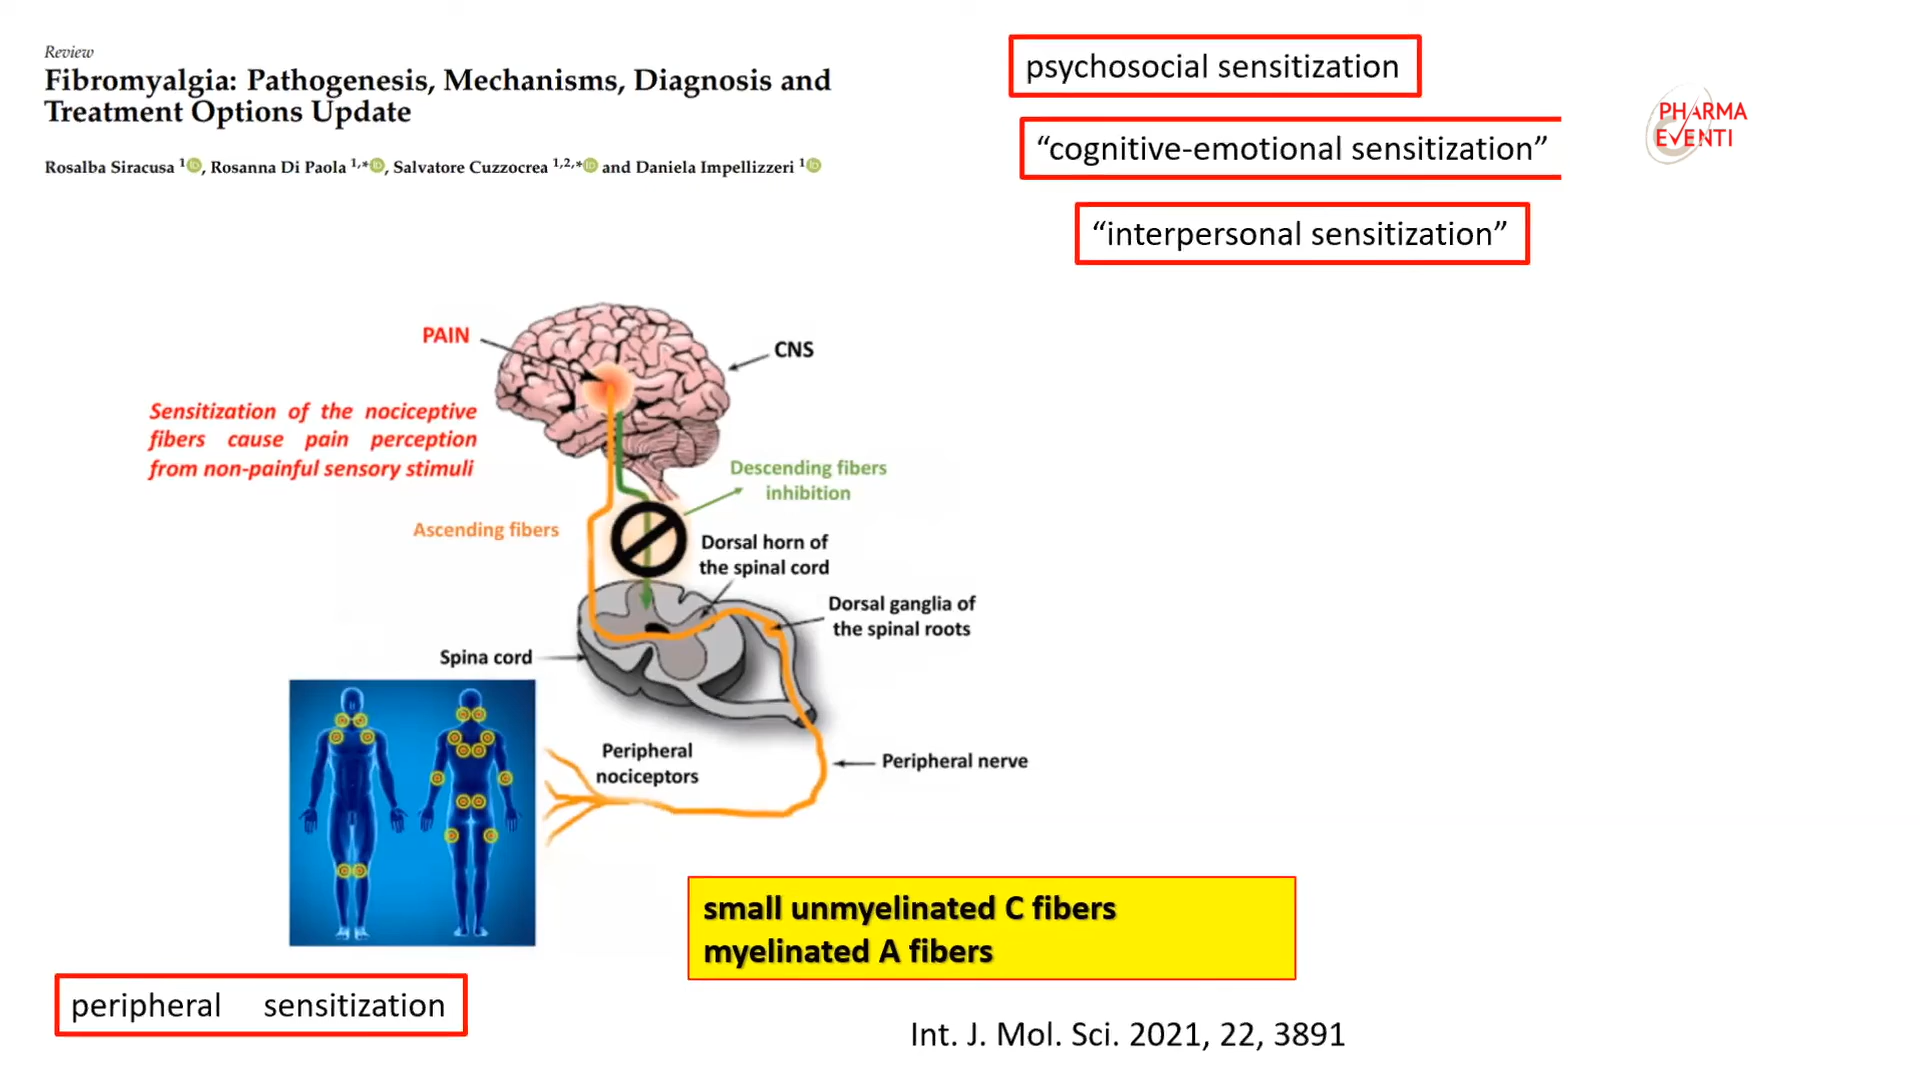 Review
Fibromyalgia: Pathogenesis, Mechanisms, Diagnosis and
Treatment Options Update
Rosalba Siracusa 1, Rosanna Di Paola 1,*, Salvatore Cuzzocrea 1,2,* and Daniela Impellizzeri 1
psychosocial sensitization
“cognitive-emotional sensitization”
“interpersonal sensitization”
PHARMA
EVENTI
PAIN
CNS
Sensitization of the nociceptive
fibers cause pain perception
from non-painful sensory stimuli
Descending fibers
inhibition
Ascending fibers
Dorsal horn of
the spinal cord
Dorsal ganglia of
the spinal roots
Spina cord
Peripheral
nociceptors
Peripheral nerve
small unmyelinated C fibers
myelinated A fibers
peripheral sensitization
Int. J. Mol. Sci. 2021, 22, 3891